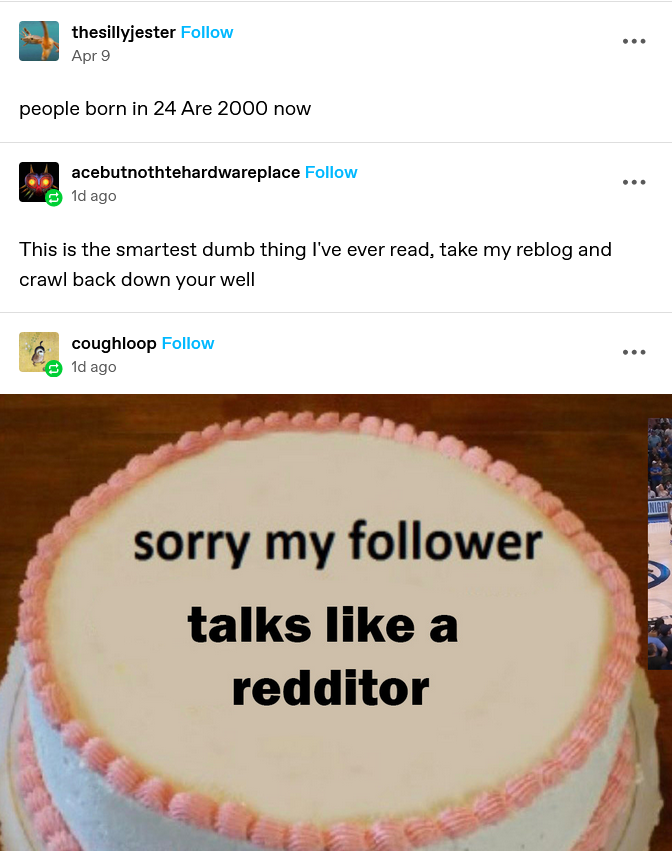 thesillyjester Follow
Apr 9
people born in 24 Are 2000 now
acebutnothtehardwareplace Follow
1d ago
This is the smartest dumb thing I've ever read, take my reblog and
crawl back down your well
coughloop Follow
1d ago
sorry my follower
talks like a
redditor